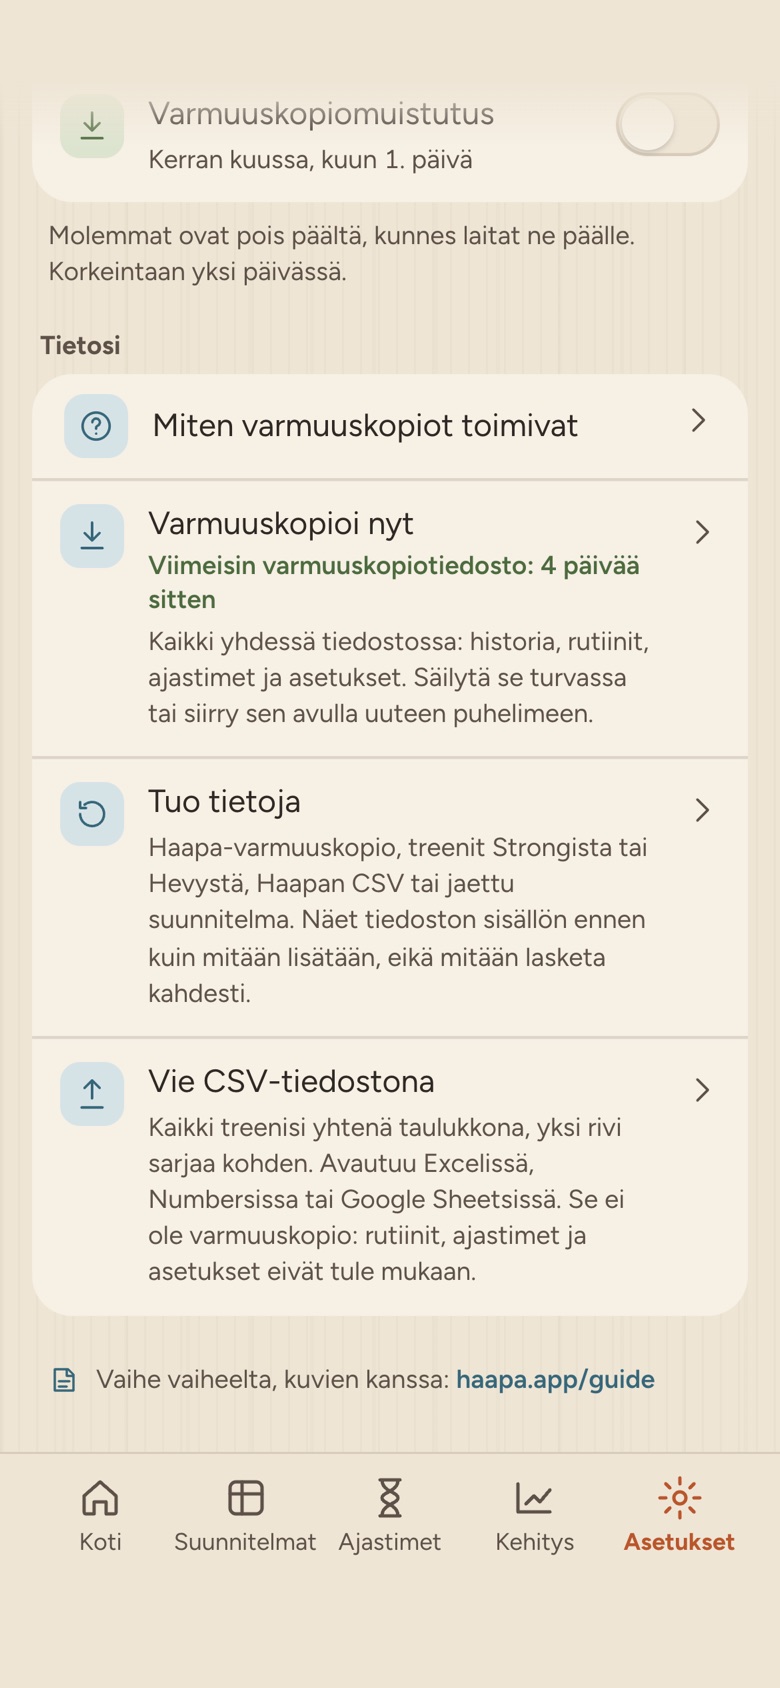 Varmuuskopiomuistutus
Kerran kuussa, kuun 1. päivä
Molemmat ovat pois päältä, kunnes laitat ne päälle.
Korkeintaan yksi päivässä.
Tietosi
Miten varmuuskopiot toimivat
Varmuuskopioi nyt
Viimeisin varmuuskopiotiedosto: 4 päivää
sitten
Kaikki yhdessä tiedostossa: historia, rutiinit,
ajastimet ja asetukset. Säilytä se turvassa
tai siirry sen avulla uuteen puhelimeen.
Tuo tietoja
Haapa-varmuuskopio, treenit Strongista tai
Hevystä, Haapan CSV tai jaettu
suunnitelma. Näet tiedoston sisällön ennen
kuin mitään lisätään, eikä mitään lasketa
kahdesti.
Vie CSV-tiedostona
Kaikki treenisi yhtenä taulukkona, yksi rivi
sarjaa kohden. Avautuu Excelissä,
Numbersissa tai Google Sheetsissä. Se ei
ole varmuuskopio: rutiinit, ajastimet ja
asetukset eivät tule mukaan.
Vaihe vaiheelta, kuvien kanssa: haapa.app/guide
Koti Suunnitelmat Ajastimet Kehitys Asetukset